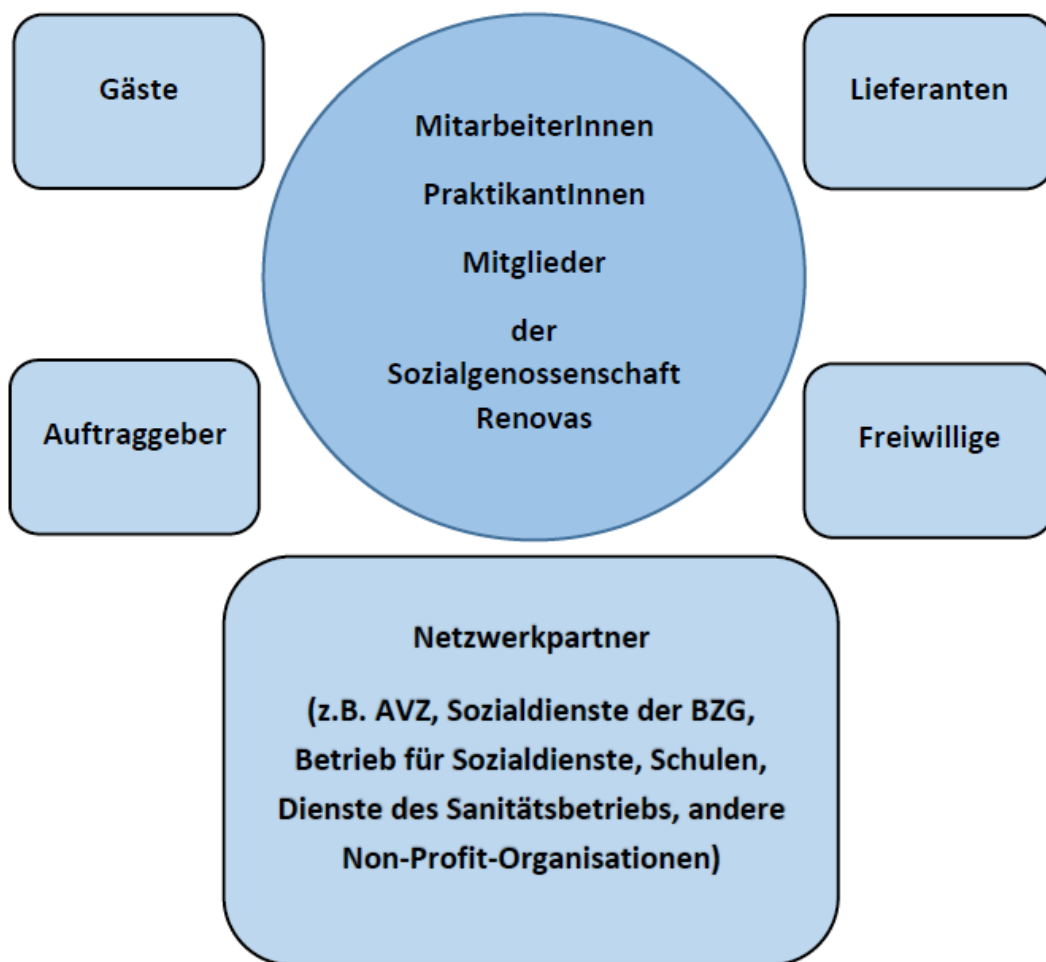 Gäste
MitarbeiterInnen
PraktikantInnen
Mitglieder
der
Sozialgenossenschaft
Renovas
Lieferanten
Auftraggeber
Freiwillige
Netzwerkpartner
(z.B. AVZ, Sozialdienste der BZG,
Betrieb für Sozialdienste, Schulen,
Dienste des Sanitätsbetriebs, andere
Non-Profit-Organisationen)